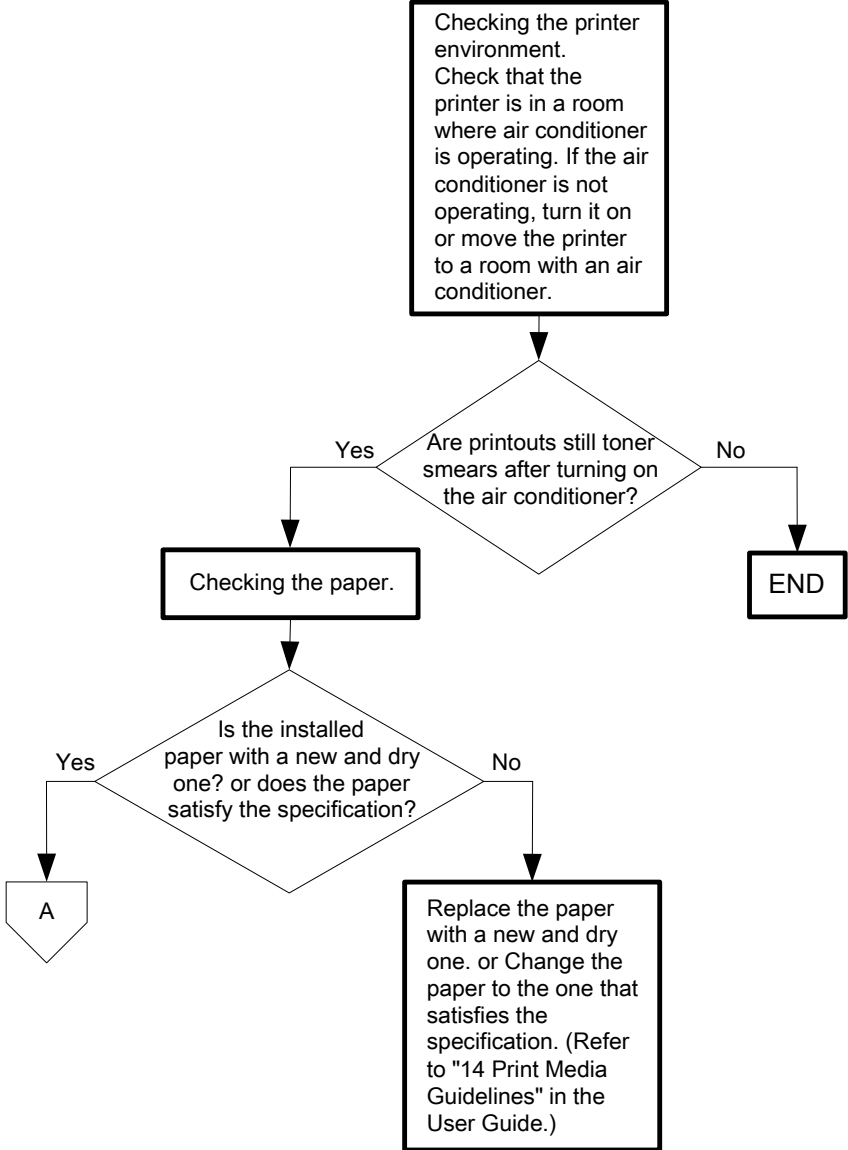 Checking the printer
environment.
Check that the
printer is in a room
where air conditioner
is operating. If the air
conditioner is not
operating, turn it on
or move the printer
to a room with an air
conditioner.
Yes
Are printouts still toner
smears after turning on
the air conditioner?
No
Checking the paper.
END
Yes
Is the installed
paper with a new and dry
one? or does the paper
satisfy the specification?
No
A
Replace the paper
with a new and dry
one. or Change the
paper to the one that
satisfies the
specification. (Refer
to "14 Print Media
Guidelines" in the
User Guide.)